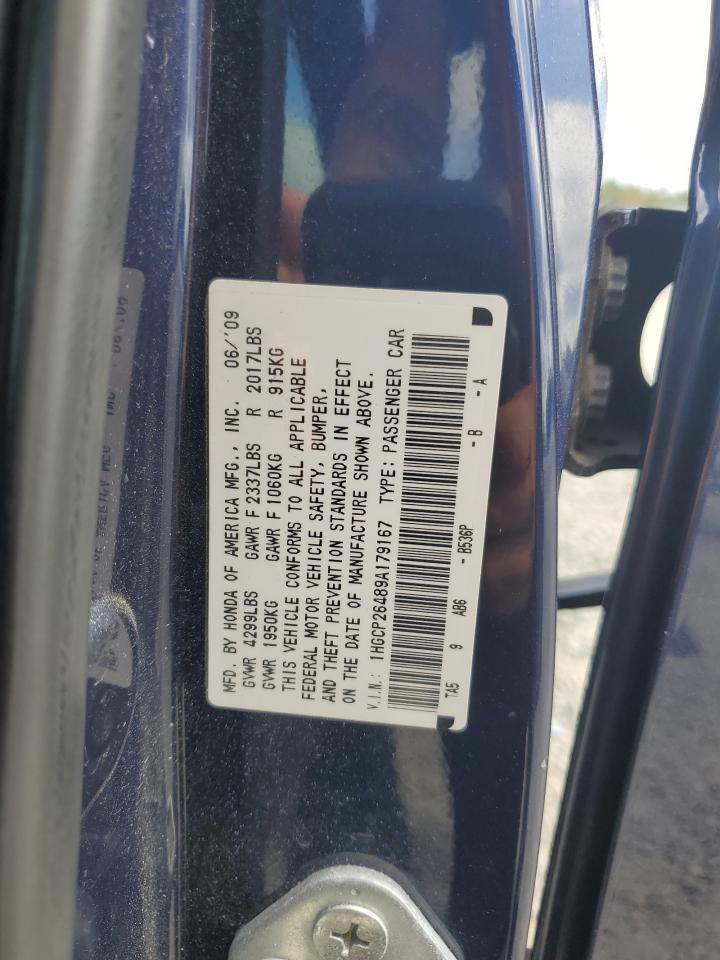 MFD. BY HONDA OF AMERICA MFG., INC. 06/'09
GVWR 4299LBS GAWR F 2337LBS R 2017LBS
GVWR 1950KG GAWR F 1060KG R 915KG
THIS VEHICLE CONFORMS TO ALL APPLICABLE
FEDERAL MOTOR VEHICLE SAFETY, BUMPER,
AND THEFT PREVENTION STANDARDS IN EFFECT
ON THE DATE OF MANUFACTURE SHOWN ABOVE.
V.I.N.: 1HGCP26489A179167 TYPE: PASSENGER CAR
TA5 9 AB6 - B536P - B - A